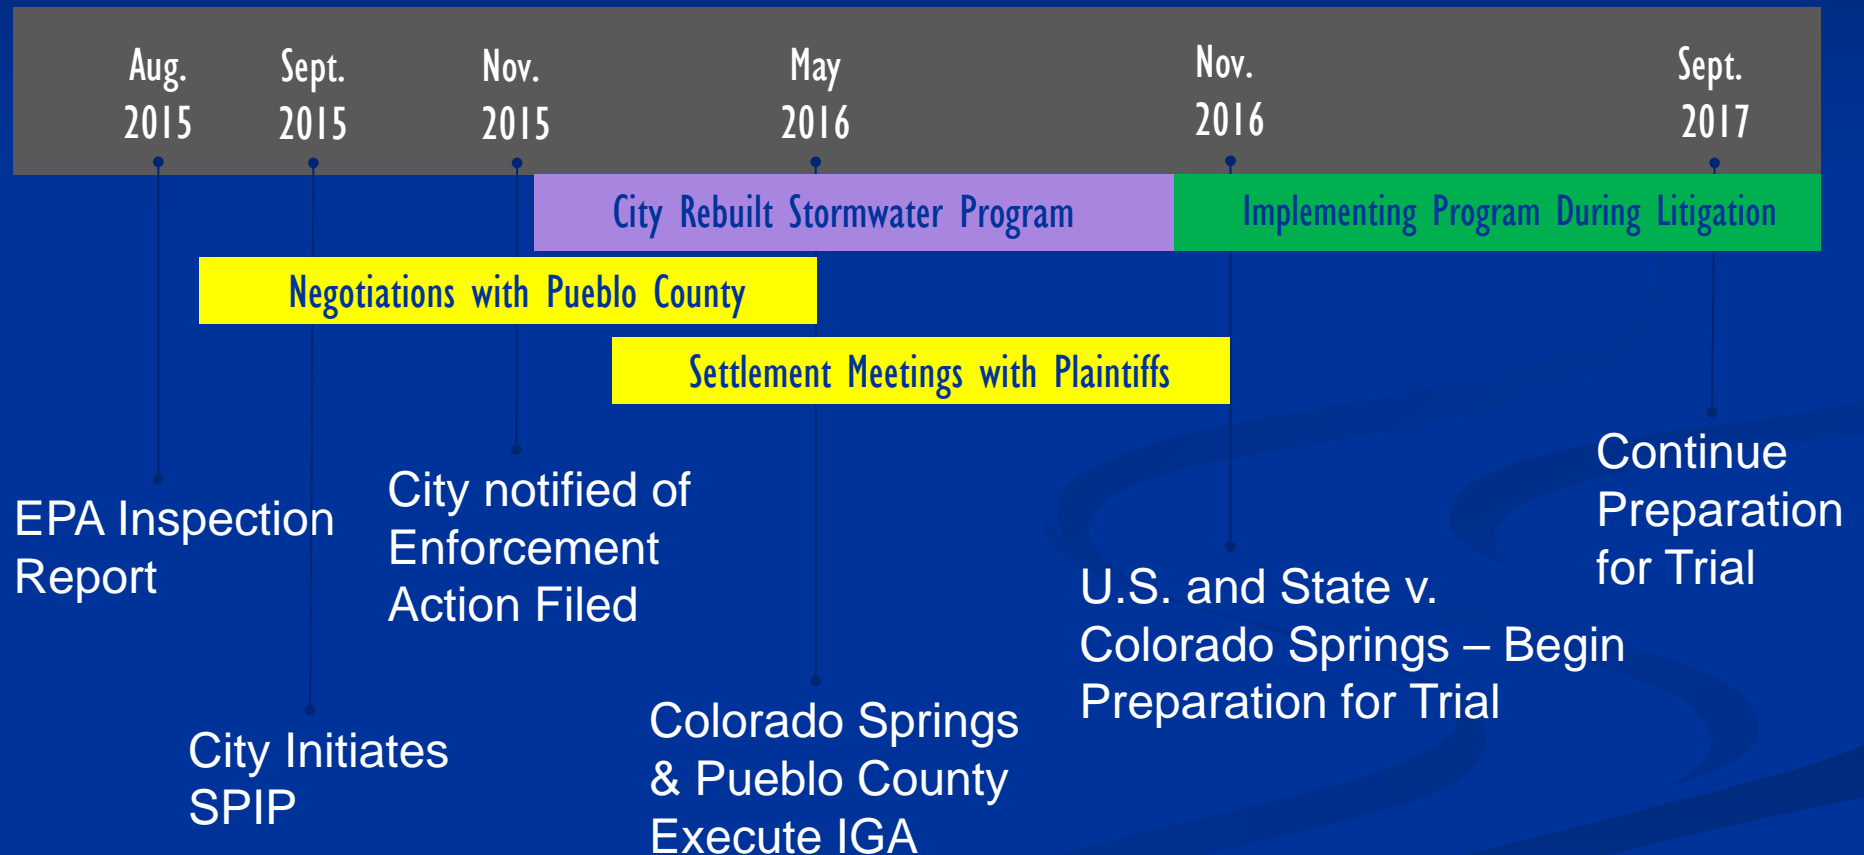 Aug.
2015
Sept.
2015
Nov.
2015
May
2016
Nov.
2016
Sept.
2017
City Rebuilt Stormwater Program
Implementing Program During Litigation
Negotiations with Pueblo County
Settlement Meetings with Plaintiffs
EPA Inspection
Report
City Initiates
SPIP
City notified of
Enforcement
Action Filed
Colorado Springs
& Pueblo County
Execute IGA
U.S. and State v.
Colorado Springs – Begin
Preparation for Trial
Continue
Preparation
for Trial